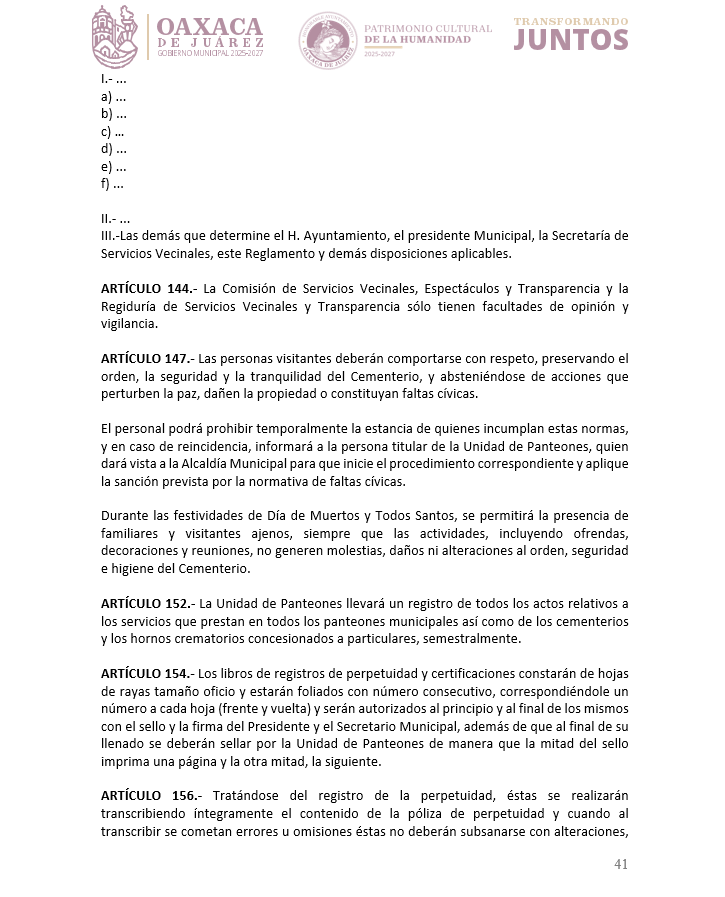 OAXACA
DE JUÁREZ
GOBIERNO MUNICIPAL 2025-2027
PATRIMONIO CULTURAL
DE LA HUMANIDAD
2025-2027
TRANSFORMANDO
JUNTOS
I.- ...
a) ...
b) ...
c) ...
d) ...
e) ...
f) ...
II.- ...
III.-Las demás que determine el H. Ayuntamiento, el presidente Municipal, la Secretaría de
Servicios Vecinales, este Reglamento y demás disposiciones aplicables.
ARTÍCULO 144.- La Comisión de Servicios Vecinales, Espectáculos y Transparencia y la
Regiduría de Servicios Vecinales y Transparencia sólo tienen facultades de opinión y
vigilancia.
ARTÍCULO 147.- Las personas visitantes deberán comportarse con respeto, preservando el
orden, la seguridad y la tranquilidad del Cementerio, y absteniéndose de acciones que
perturben la paz, dañen la propiedad o constituyan faltas cívicas.
El personal podrá prohibir temporalmente la estancia de quienes incumplan estas normas,
y en caso de reincidencia, informará a la persona titular de la Unidad de Panteones, quien
dará vista a la Alcaldía Municipal para que inicie el procedimiento correspondiente y aplique
la sanción prevista por la normativa de faltas cívicas.
Durante las festividades de Día de Muertos y Todos Santos, se permitirá la presencia de
familiares y visitantes ajenos, siempre que las actividades, incluyendo ofrendas,
decoraciones y reuniones, no generen molestias, daños ni alteraciones al orden, seguridad
e higiene del Cementerio.
ARTÍCULO 152.- La Unidad de Panteones llevará un registro de todos los actos relativos a
los servicios que prestan en todos los panteones municipales así como de los cementerios
y los hornos crematorios concesionados a particulares, semestralmente.
ARTÍCULO 154.- Los libros de registros de perpetuidad y certificaciones constarán de hojas
de rayas tamaño oficio y estarán foliados con número consecutivo, correspondiéndole un
número a cada hoja (frente y vuelta) y serán autorizados al principio y al final de los mismos
con el sello y la firma del Presidente y el Secretario Municipal, además de que al final de su
llenado se deberán sellar por la Unidad de Panteones de manera que la mitad del sello
imprima una página y la otra mitad, la siguiente.
ARTÍCULO 156.- Tratándose del registro de la perpetuidad, éstas se realizarán
transcribiendo íntegramente el contenido de la póliza de perpetuidad y cuando al
transcribir se cometan errores u omisiones éstas no deberán subsanarse con alteraciones,
41